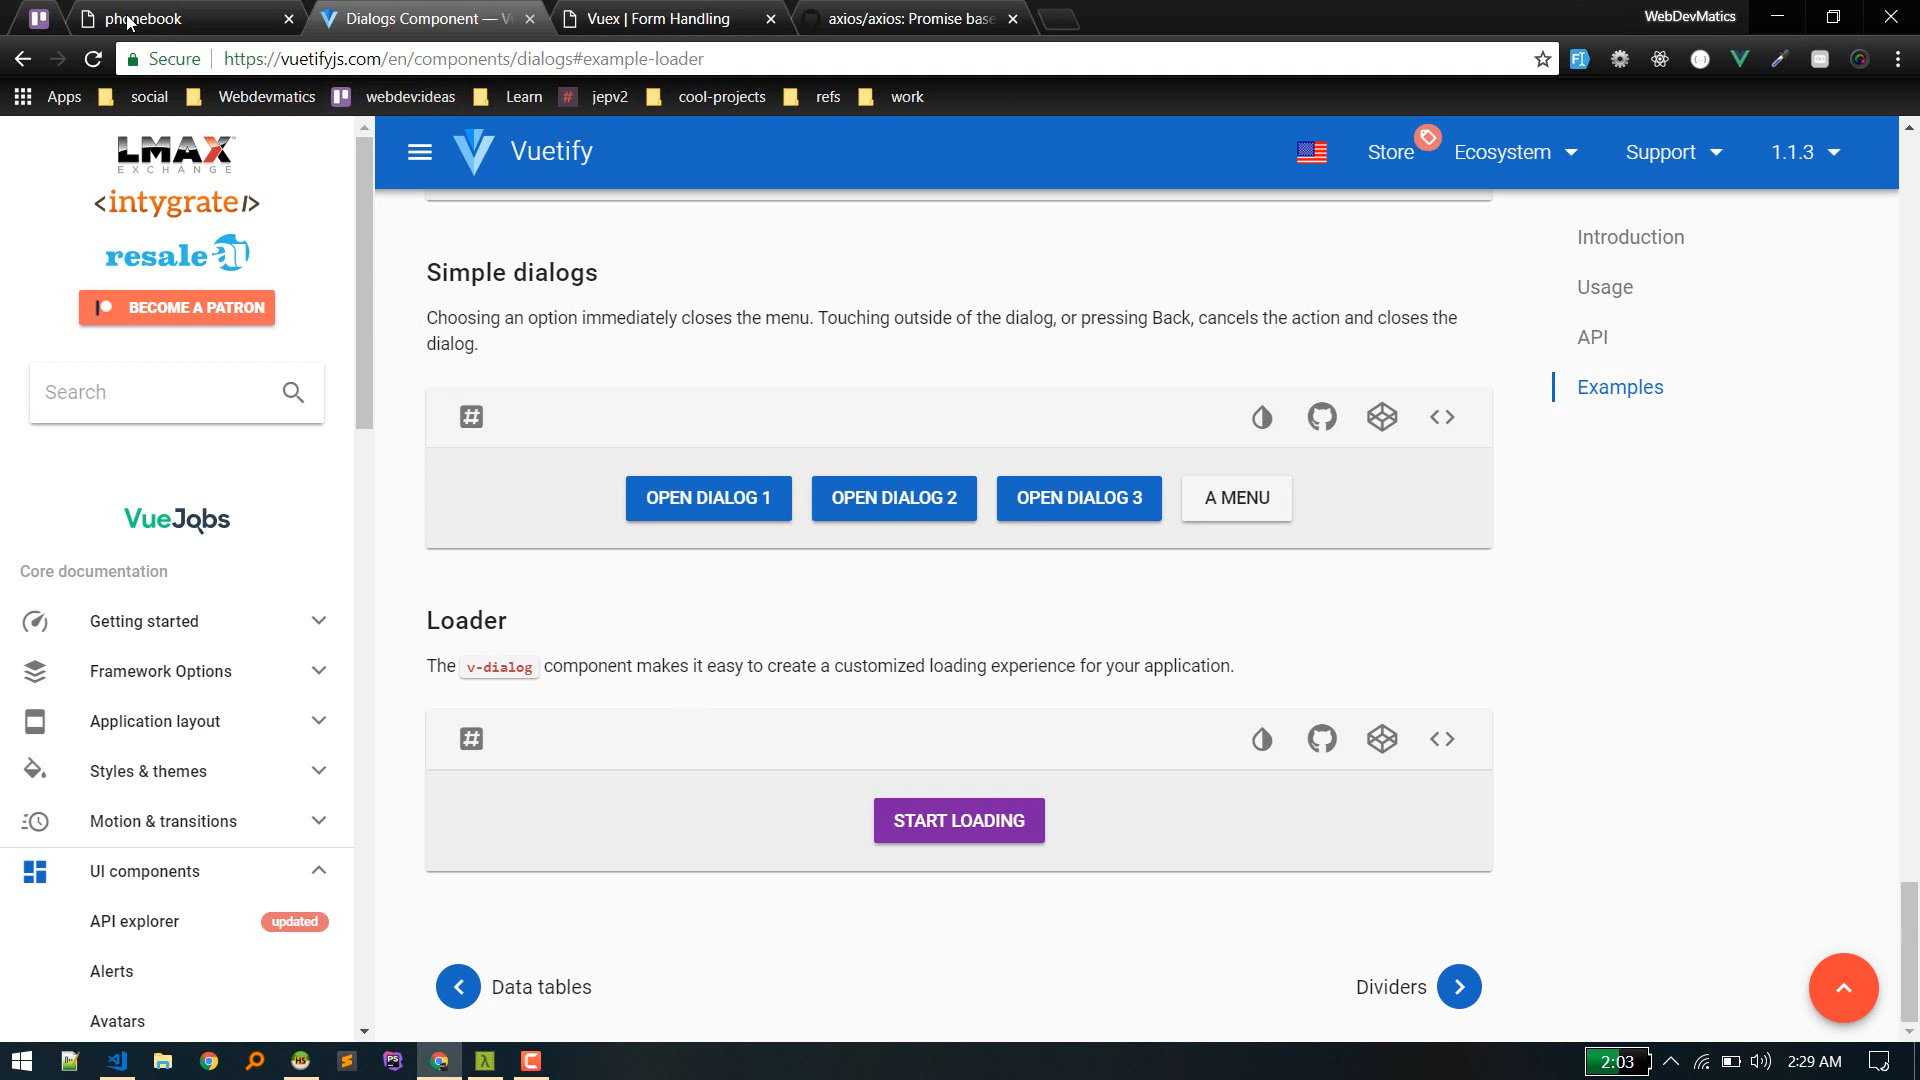 phonebook
Dialogs Component — V
Vuex | Form Handling
axios/axios: Promise base
WebDevMatics
Secure
https://vuetifyjs.com/en/components/dialogs#example-loader
Apps
social
Webdevmatics
webdev:ideas
Learn
# jepv2
cool-projects
refs
work
LMAX
EXCHANGE
<intygrate/>
resale ai
BECOME A PATRON
Search
VueJobs
Core documentation
Getting started
Framework Options
Application layout
Styles & themes
Motion & transitions
UI components
API explorer
updated
Alerts
Avatars
Vuetify
Store
Ecosystem
Support
1.1.3
Simple dialogs
Choosing an option immediately closes the menu. Touching outside of the dialog, or pressing Back, cancels the action and closes the
dialog.
OPEN DIALOG 1
OPEN DIALOG 2
OPEN DIALOG 3
A MENU
Loader
The v-dialog component makes it easy to create a customized loading experience for your application.
START LOADING
Data tables
Dividers
Introduction
Usage
API
Examples
2:03
2:29 AM